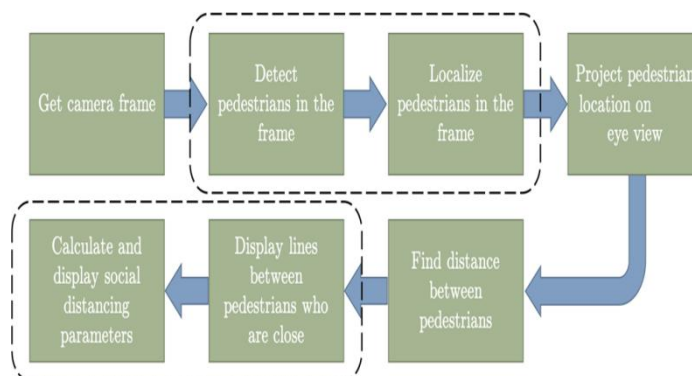 Get camera frame
Detect
pedestrians in the
frame
Localize
pedestrians in the
frame
Project pedestrian
location on
eye view
Find distance
between
pedestrians
Display lines
between
pedestrians who
are close
Calculate and
display social
distancing
parameters